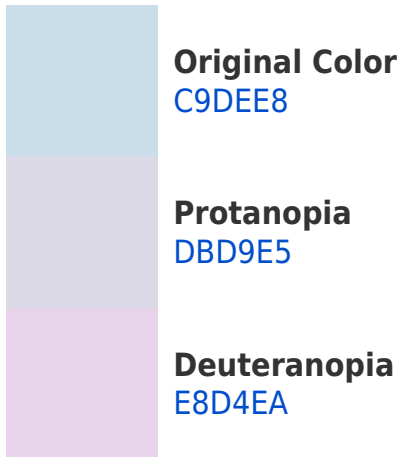 Original Color
C9DEE8
Protanopia
DBD9E5
Deuteranopia
E8D4EA